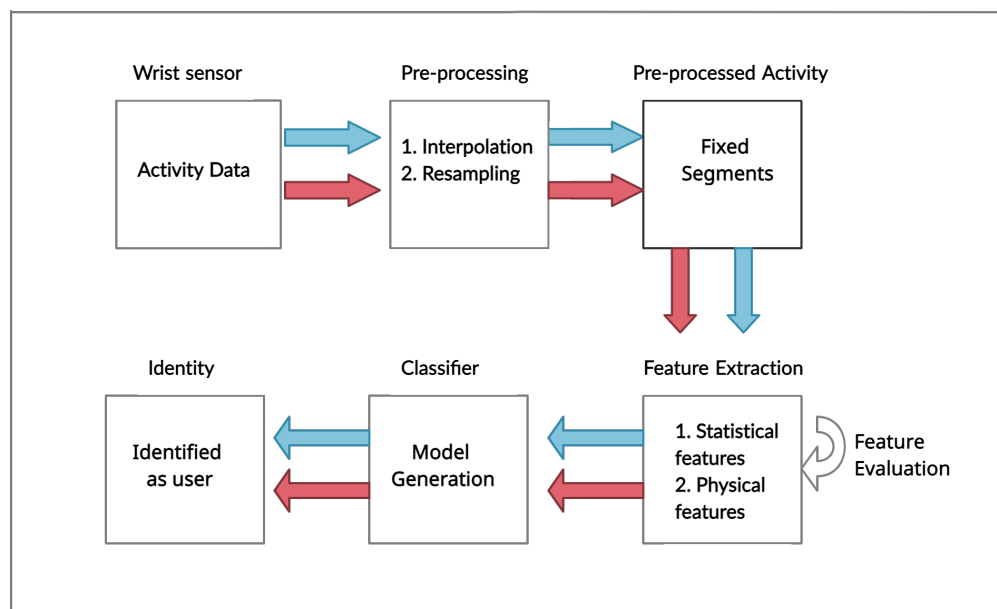 Wrist sensor
Pre-processing
Pre-processed Activity
Activity Data
1. Interpolation
2. Resampling
Fixed
Segments
Identity
Classifier
Feature Extraction
Identified
as user
Model
Generation
1. Statistical
features
2. Physical
features
Feature
Evaluation